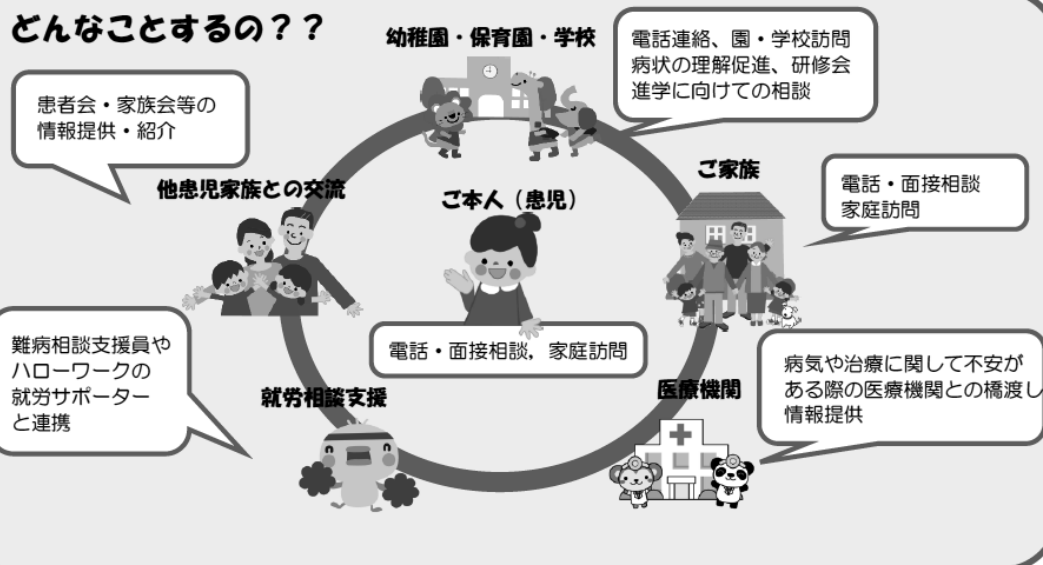 どんなことするの？？
幼稚園・保育園・学校
電話連絡、園・学校訪問
病状の理解促進、研修会
進学に向けての相談
患者会・家族会等の
情報提供・紹介
他患児家族との交流
ご本人（患児）
ご家族
電話・面接相談
家庭訪問
電話・面接相談，家庭訪問
難病相談支援員や
ハローワークの
就労サポーター
と連携
就労相談支援
医療機関
病気や治療に関して不安が
ある際の医療機関との橋渡し
情報提供